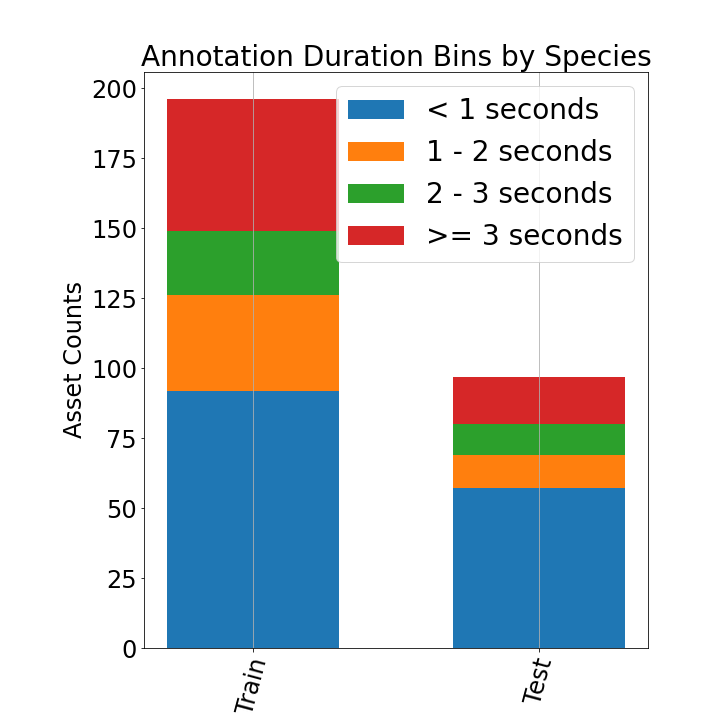 Annotation Duration Bins by Species
< 1 seconds
1 - 2 seconds
2 - 3 seconds
>= 3 seconds
Asset Counts
200
175
150
125
100
75
50
25
0
Train
Test